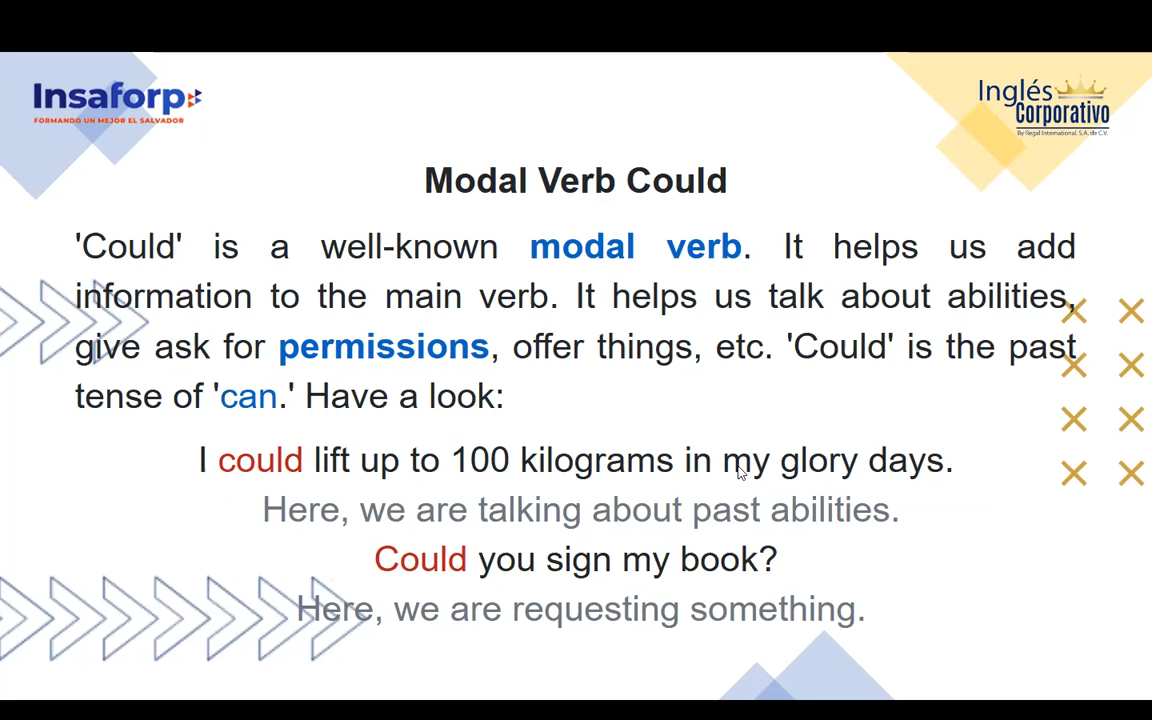 Insaforp
FORMANDO UN MEJOR EL SALVADOR
Inglés
Corporativo
By Regal International, S.A. de C.V.
Modal Verb Could
'Could' is a well-known modal verb. It helps us add
information to the main verb. It helps us talk about abilities,
give ask for permissions, offer things, etc. 'Could' is the past
tense of 'can.' Have a look:
I could lift up to 100 kilograms in my glory days.
Here, we are talking about past abilities.
Could you sign my book?
Here, we are requesting something.